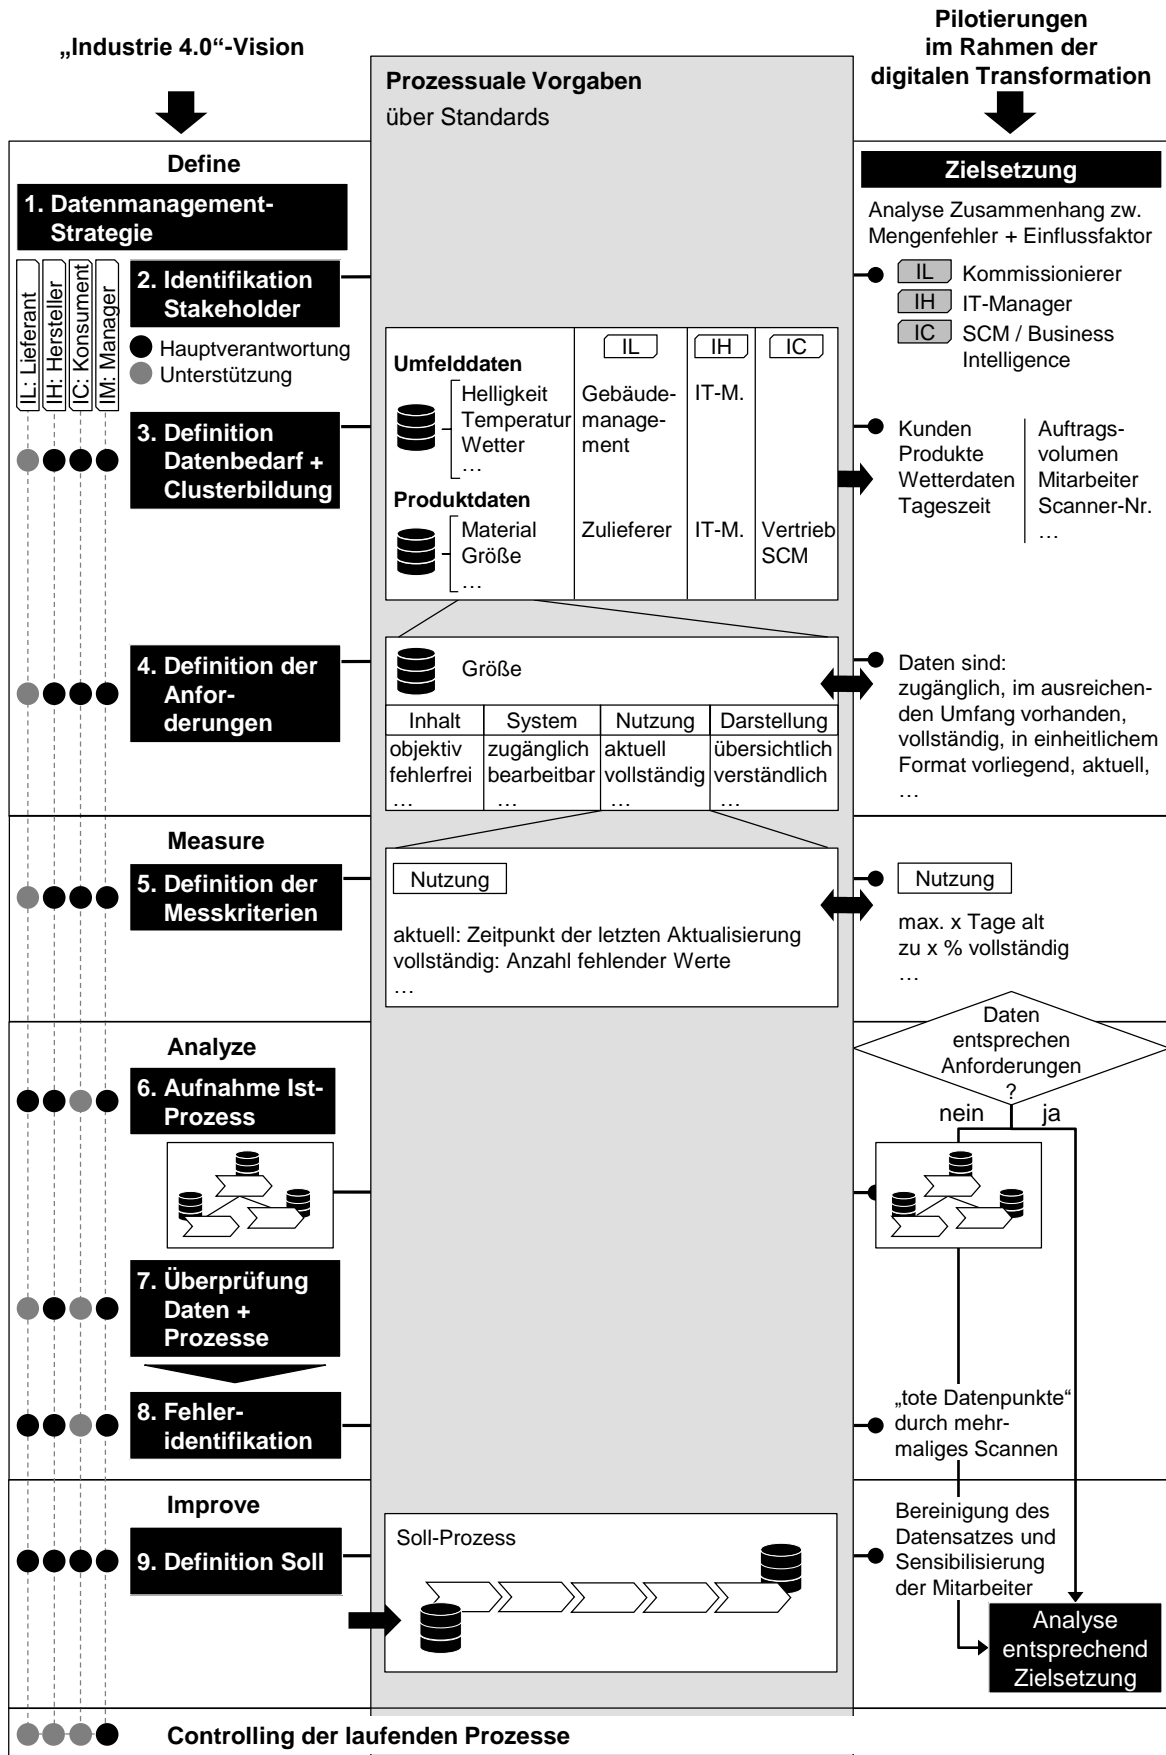 „Industrie 4.0“-Vision
Prozessuale Vorgaben
über Standards
Pilotierungen
im Rahmen der
digitalen Transformation
Define
1. Datenmanagement-
Strategie
IL: Lieferant
IH: Hersteller
IC: Konsument
IM: Manager
2. Identifikation
Stakeholder
Hauptverantwortung
Unterstützung
3. Definition
Datenbedarf +
Clusterbildung
4. Definition der
Anfor-
derungen
Measure
5. Definition der
Messkriterien
Analyze
6. Aufnahme Ist-
Prozess
7. Überprüfung
Daten +
Prozesse
8. Fehler-
identifikation
Improve
9. Definition Soll
Controlling der laufenden Prozesse
IL
IH
IC
Umfelddaten
Helligkeit
Temperatur
Wetter
…
Gebäude-
manage-
ment
IT-M.
Produktdaten
Material
Größe
…
Zulieferer
IT-M.
Vertrieb
SCM
Größe
Inhalt
System
Nutzung
Darstellung
objektiv
fehlerfrei
…
zugänglich
bearbeitbar
…
aktuell
vollständig
…
übersichtlich
verständlich
…
Nutzung
aktuell: Zeitpunkt der letzten Aktualisierung
vollständig: Anzahl fehlender Werte
…
Soll-Prozess
Zielsetzung
Analyse Zusammenhang zw.
Mengenfehler + Einflussfaktor
IL Kommissionierer
IH IT-Manager
IC SCM / Business
Intelligence
Kunden
Produkte
Wetterdaten
Tageszeit
Auftrags-
volumen
Mitarbeiter
Scanner-Nr.
…
Daten sind:
zugänglich, im ausreichen-
den Umfang vorhanden,
vollständig, in einheitlichem
Format vorliegend, aktuell,
…
Nutzung
max. x Tage alt
zu x % vollständig
…
Daten
entsprechen
Anforderungen
?
nein
ja
„tote Datenpunkte“
durch mehr-
maliges Scannen
Bereinigung des
Datensatzes und
Sensibilisierung
der Mitarbeiter
Analyse
entsprechend
Zielsetzung